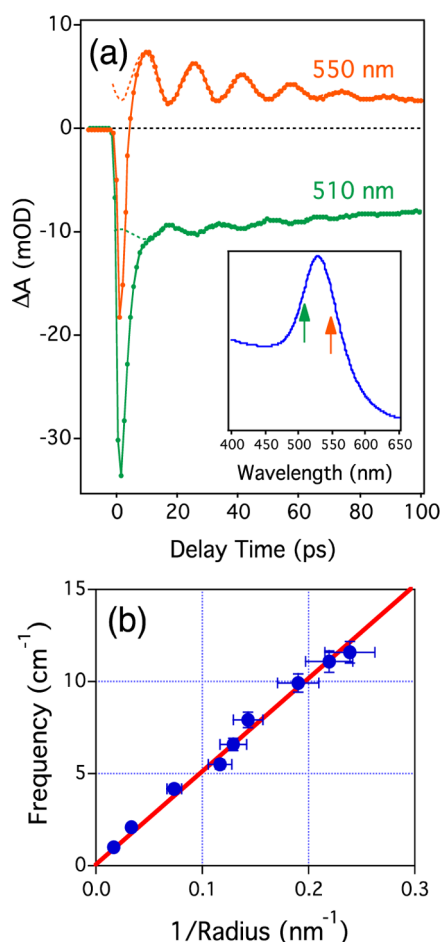 (a)
10
550 nm
0
510 nm
-10
-20
-30
ΔA (mOD)
400 450 500 550 600 650
Wavelength (nm)
0 20 40 60 80 100
Delay Time (ps)
(b)
15
10
5
0
Frequency (cm⁻¹)
0.0 0.1 0.2 0.3
1/Radius (nm⁻¹)